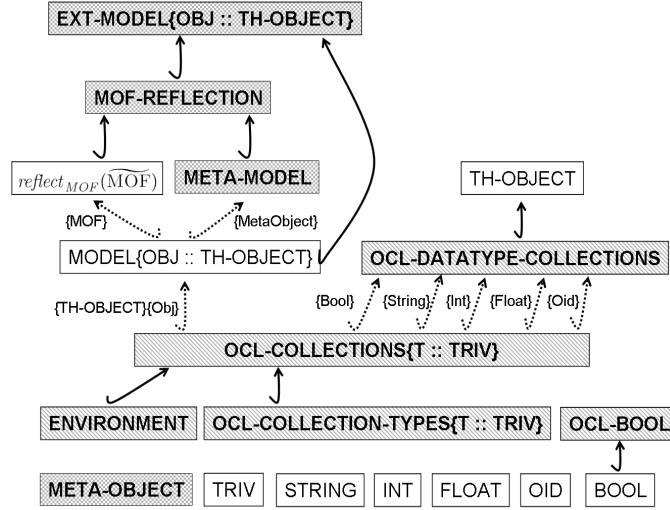 EXT-MODEL{OBJ :: TH-OBJECT}
MOF-REFLECTION
reflect_MOF(M͠OF)
META-MODEL
TH-OBJECT
{MOF}
{MetaObject}
MODEL{OBJ :: TH-OBJECT}
OCL-DATATYPE-COLLECTIONS
{TH-OBJECT}{Obj}
{Bool}
{String}
{Int}
{Float}
{Oid}
OCL-COLLECTIONS{T :: TRIV}
ENVIRONMENT
OCL-COLLECTION-TYPES{T :: TRIV}
OCL-BOOL
META-OBJECT
TRIV
STRING
INT
FLOAT
OID
BOOL